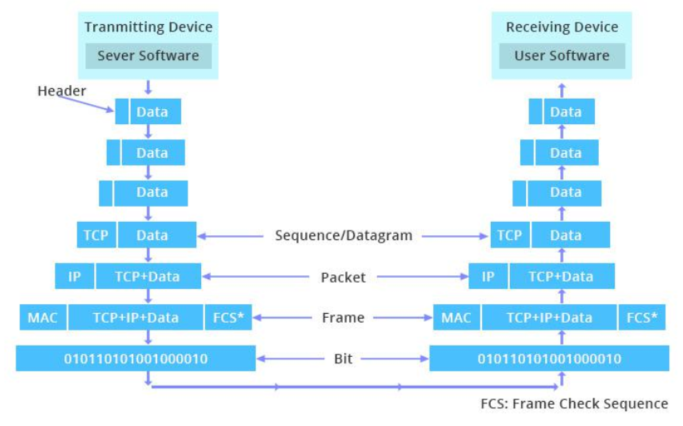 Tranmitting Device
Receiving Device
Sever Software
User Software
Header
Data
Data
Data
Data
Data
Data
TCP
Data
Sequence/Datagram
TCP
Data
IP
TCP+Data
Packet
IP
TCP+Data
MAC
TCP+IP+Data
FCS*
Frame
MAC
TCP+IP+Data
FCS*
010110101001000010
Bit
010110101001000010
FCS: Frame Check Sequence